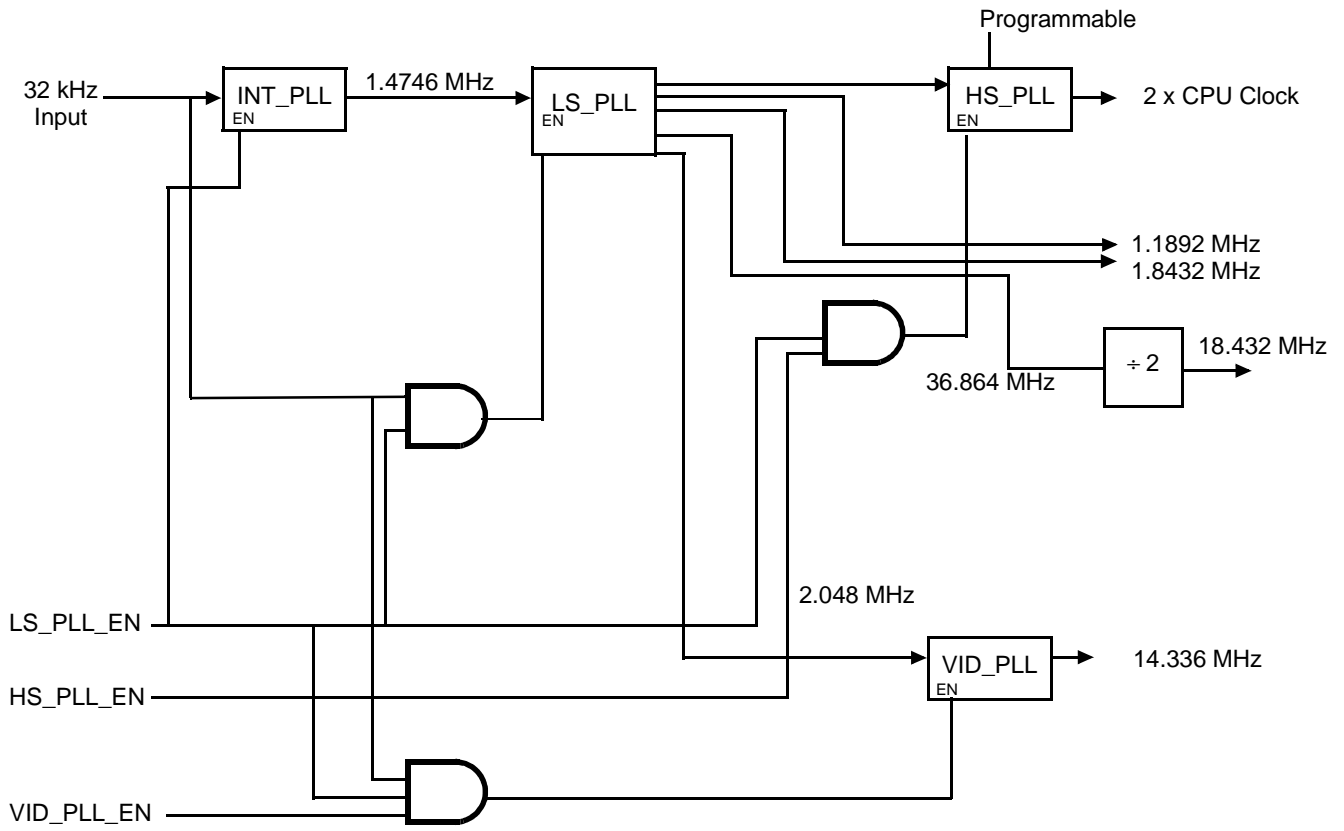 Programmable
32 kHz
Input
INT_PLL
EN
1.4746 MHz
LS_PLL
EN
HS_PLL
EN
2 x CPU Clock
1.1892 MHz
1.8432 MHz
÷ 2
18.432 MHz
36.864 MHz
2.048 MHz
LS_PLL_EN
HS_PLL_EN
VID_PLL
EN
14.336 MHz
VID_PLL_EN